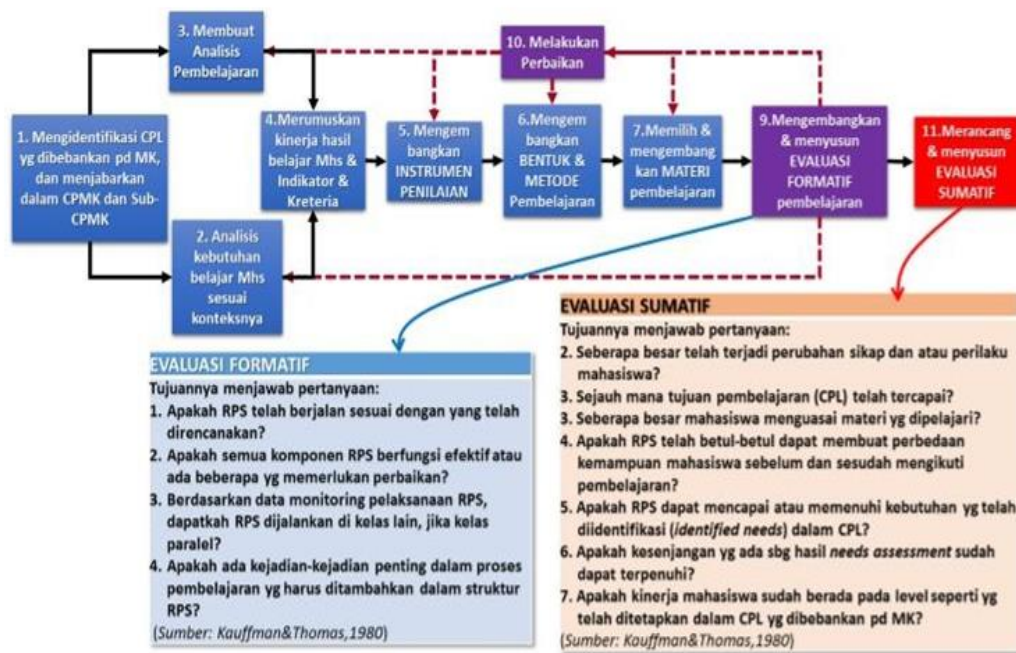 3. Membuat
Analisis
Pembelajaran
10. Melakukan
Perbaikan
1. Mengidentifikasi CPL
yg dibebankan pd MK,
dan menjabarkan
dalam CPMK dan Sub-
CPMK
4.Merumuskan
kinerja hasil
belajar Mhs &
Indikator &
Kreteria
5. Mengem
bangkan
INSTRUMEN
PENILAIAN
6.Mengem
bangkan
BENTUK &
METODE
Pembelajaran
7.Memilih &
mengembang
kan MATERI
pembelajaran
9.Mengembangkan
& menyusun
EVALUASI
FORMATIF
pembelajaran
11.Merancang
& menyusun
EVALUASI
SUMATIF
2. Analisis
kebutuhan
belajar Mhs
sesuai
konteksnya
EVALUASI FORMATIF
Tujuannya menjawab pertanyaan:
1. Apakah RPS telah berjalan sesuai dengan yang telah
direncanakan?
2. Apakah semua komponen RPS berfungsi efektif atau
ada beberapa yg memerlukan perbaikan?
3. Berdasarkan data monitoring pelaksanaan RPS,
dapatkah RPS dijalankan di kelas lain, jika kelas
paralel?
4. Apakah ada kejadian-kejadian penting dalam proses
pembelajaran yg harus ditambahkan dalam struktur
RPS?
(Sumber: Kauffman&Thomas,1980)
EVALUASI SUMATIF
Tujuannya menjawab pertanyaan:
2. Seberapa besar telah terjadi perubahan sikap dan atau perilaku
mahasiswa?
3. Sejauh mana tujuan pembelajaran (CPL) telah tercapai?
3. Seberapa besar mahasiswa menguasai materi yg dipelajari?
4. Apakah RPS telah betul-betul dapat membuat perbedaan
kemampuan mahasiswa sebelum dan sesudah mengikuti
pembelajaran?
5. Apakah RPS dapat mencapai atau memenuhi kebutuhan yg telah
diidentifikasi (identified needs) dalam CPL?
6. Apakah kesenjangan yg ada sbg hasil needs assessment sudah
dapat terpenuhi?
7. Apakah kinerja mahasiswa sudah berada pada level seperti yg
telah ditetapkan dalam CPL yg dibebankan pd MK?
(Sumber: Kauffman&Thomas,1980)